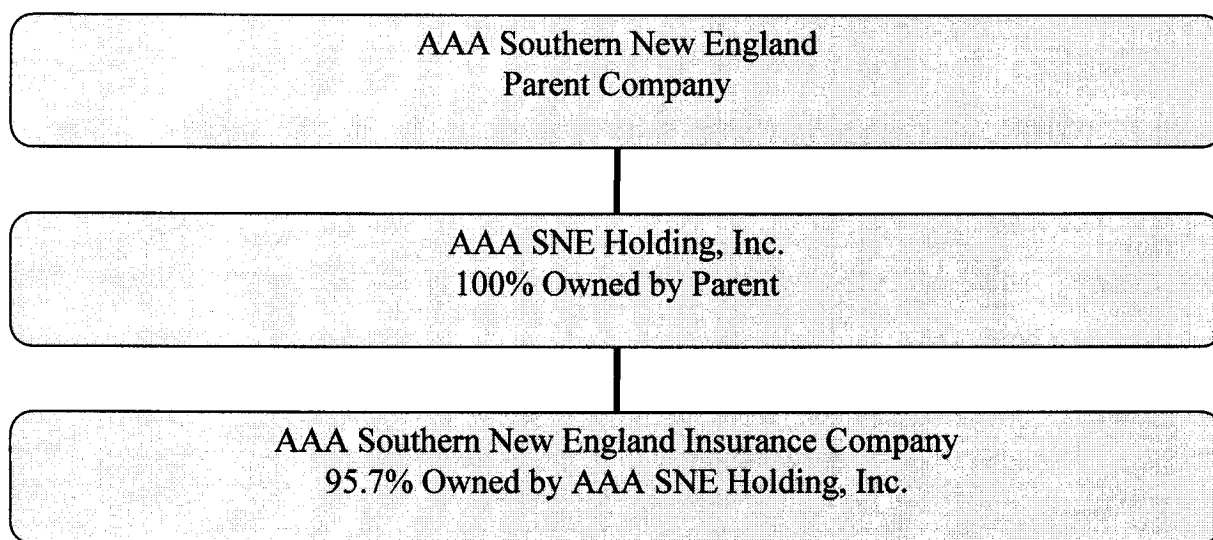 AAA Southern New England
Parent Company
AAA SNE Holding, Inc.
100% Owned by Parent
AAA Southern New England Insurance Company
95.7% Owned by AAA SNE Holding, Inc.